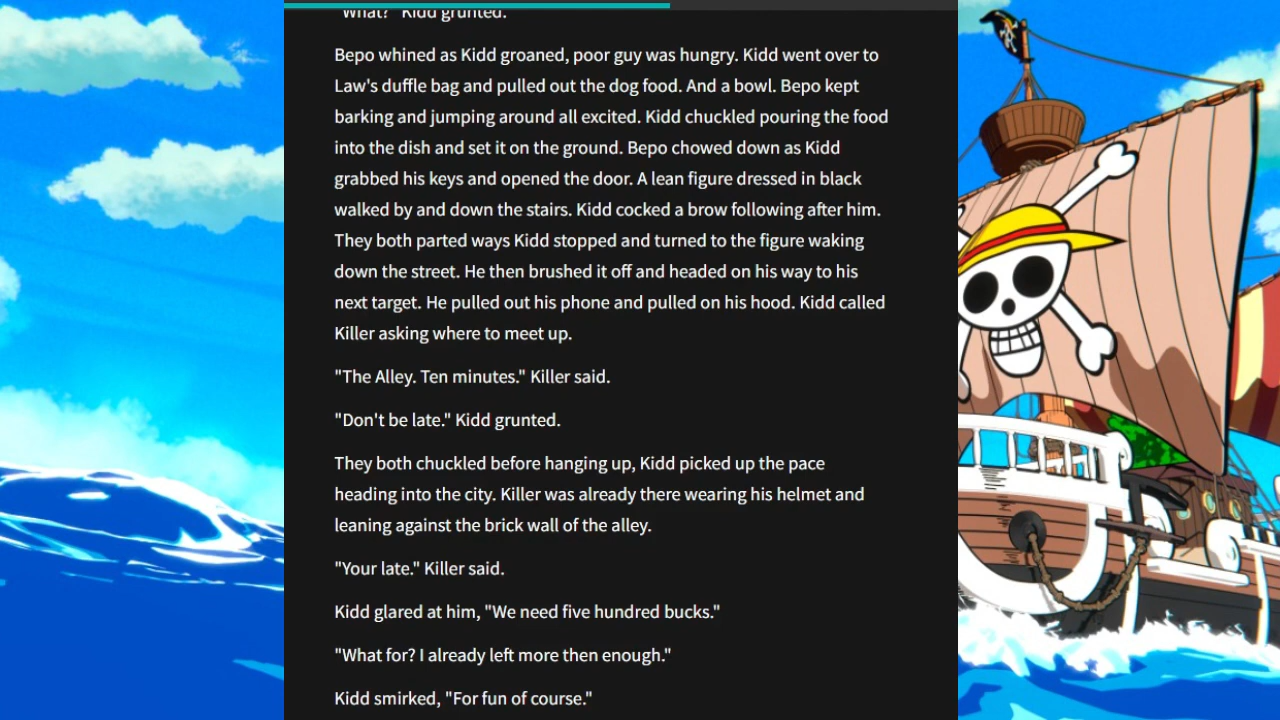 "What?" Kidd grunted.
Bepo whined as Kidd groaned, poor guy was hungry. Kidd went over to
Law's duffle bag and pulled out the dog food. And a bowl. Bepo kept
barking and jumping around all excited. Kidd chuckled pouring the food
into the dish and set it on the ground. Bepo chowed down as Kidd
grabbed his keys and opened the door. A lean figure dressed in black
walked by and down the stairs. Kidd cocked a brow following after him.
They both parted ways Kidd stopped and turned to the figure waking
down the street. He then brushed it off and headed on his way to his
next target. He pulled out his phone and pulled on his hood. Kidd called
Killer asking where to meet up.
"The Alley. Ten minutes." Killer said.
"Don't be late." Kidd grunted.
They both chuckled before hanging up, Kidd picked up the pace
heading into the city. Killer was already there wearing his helmet and
leaning against the brick wall of the alley.
"Your late." Killer said.
Kidd glared at him, "We need five hundred bucks."
"What for? I already left more then enough."
Kidd smirked, "For fun of course."